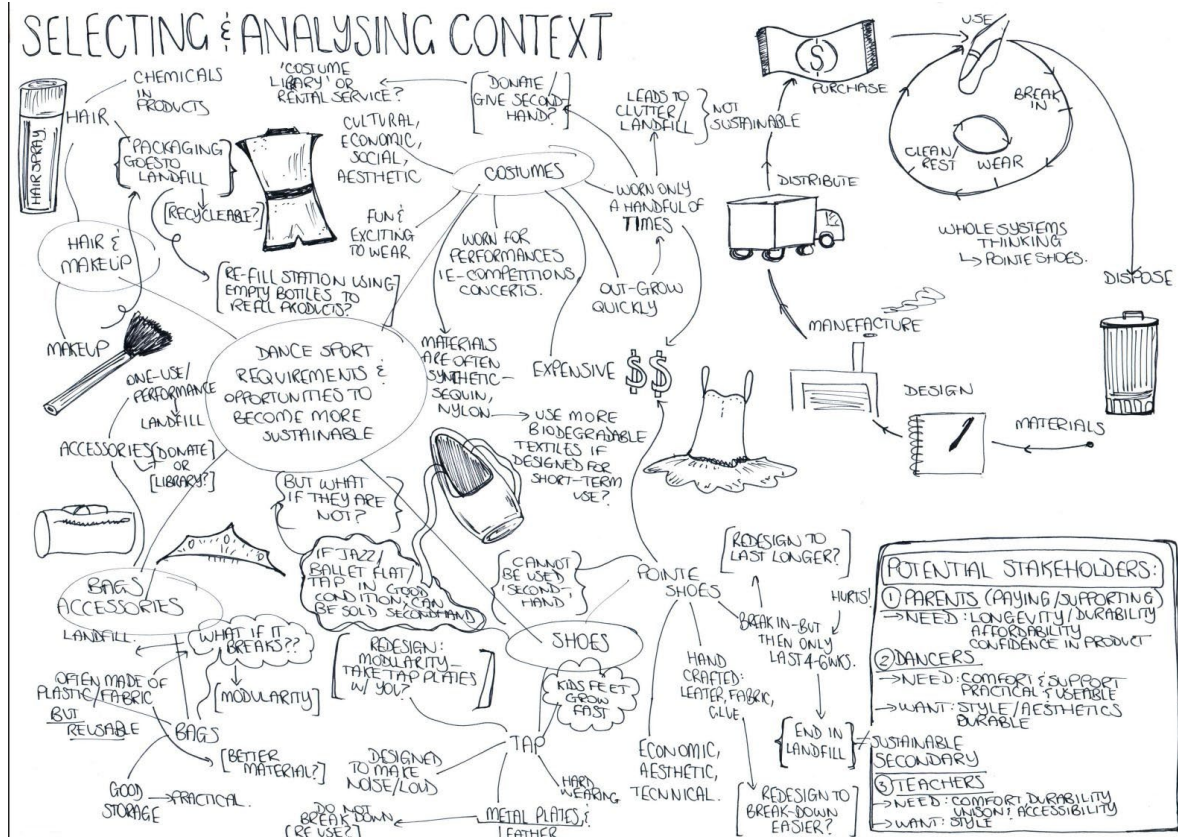 SELECTING & ANALYSING CONTEXT
HAIRSPRAY
HAIR
CHEMICALS
IN
PRODUCTS
[PACKAGING
GOES TO
LANDFILL]
[RECYCLEABLE?]
HAIR &
MAKEUP
[RE-FILL STATION USING
EMPTY BOTTLES TO
REFILL PRODUCTS?]
MAKEUP
'COSTUME
LIBRARY' OR
RENTAL SERVICE?
[DONATE /
GIVE SECOND-
HAND?]
CULTURAL,
ECONOMIC,
SOCIAL,
AESTHETIC
COSTUMES
LEADS TO
CLUTTER/
LANDFILL
NOT
SUSTAINABLE
WORN ONLY
A HANDFUL OF
TIMES
FUN &
EXCITING
TO WEAR
WORN FOR
PERFORMANCES
IE-COMPETITIONS
CONCERTS.
OUT-GROW
QUICKLY
EXPENSIVE
$$
MATERIALS
ARE OFTEN
SYNTHETIC-
SEQUIN,
NYLON
USE MORE
BIODEGRADABLE
TEXTILES IF
DESIGNED FOR
SHORT-TERM
USE?
DANCE SPORT
REQUIREMENTS &
OPPORTUNITIES TO
BECOME MORE
SUSTAINABLE
USE
BREAK
IN
WEAR
CLEAN/
REST
$
PURCHASE
DISTRIBUTE
WHOLE SYSTEMS
THINKING
↳ POINTE SHOES.
DISPOSE
MANEFACTURE
DESIGN
MATERIALS
ONE-USE/
PERFORMANCE
LANDFILL
ACCESSORIES
[DONATE
OR
LIBRARY?]
BAGS
ACCESSORIES
LANDFILL.
WHAT IF IT
BREAKS??
[MODULARITY]
OFTEN MADE OF
PLASTIC/FABRIC
BUT
REUSABLE
BAGS
[BETTER
MATERIAL?]
GOOD
STORAGE
PRACTICAL.
BUT WHAT
IF THEY ARE
NOT?
IF JAZZ/
BALLET FLAT/
TAP IN GOOD
CONDITION, CAN
BE SOLD SECONDHAND
CANNOT
BE USED
'SECOND-
HAND
SHOES
[REDESIGN:
MODULARITY-
TAKE TAP PLATES
W/ YOU?]
KIDS FEET
GROW
FAST
TAP
DESIGNED
TO MAKE
NOISE/LOUD
HARD
WEARING
METAL PLATES, &
LEATHER
DO NOT
BREAK DOWN
[RE USE?]
POINTE
SHOES
[REDESIGN TO
LAST LONGER?]
HURTS!
BREAK IN-BUT
THEN ONLY
LAST 4-6WKS.
HAND
CRAFTED:
LEATER, FABRIC,
GLUE
[END IN
LANDFILL]
≠ SUSTAINABLE
ECONOMIC,
AESTHETIC,
TECNNICAL.
[REDESIGN TO
BREAK-DOWN
EASIER?]
POTENTIAL STAKEHOLDERS:
① PARENTS (PAYING/SUPPORTING)
→ NEED: LONGEVITY/DURABILITY
AFFORDABILITY
CONFIDENCE IN PRODUCT
② DANCERS
→ NEED: COMFORT & SUPPORT
PRACTICAL & USEABLE
→ WANT: STYLE/AESTHETICS
DURABLE
SECONDARY
③ TEACHERS
→ NEED: COMFORT DURABILITY
UNISON? ACCESSIBILITY
→ WANT: STYLE